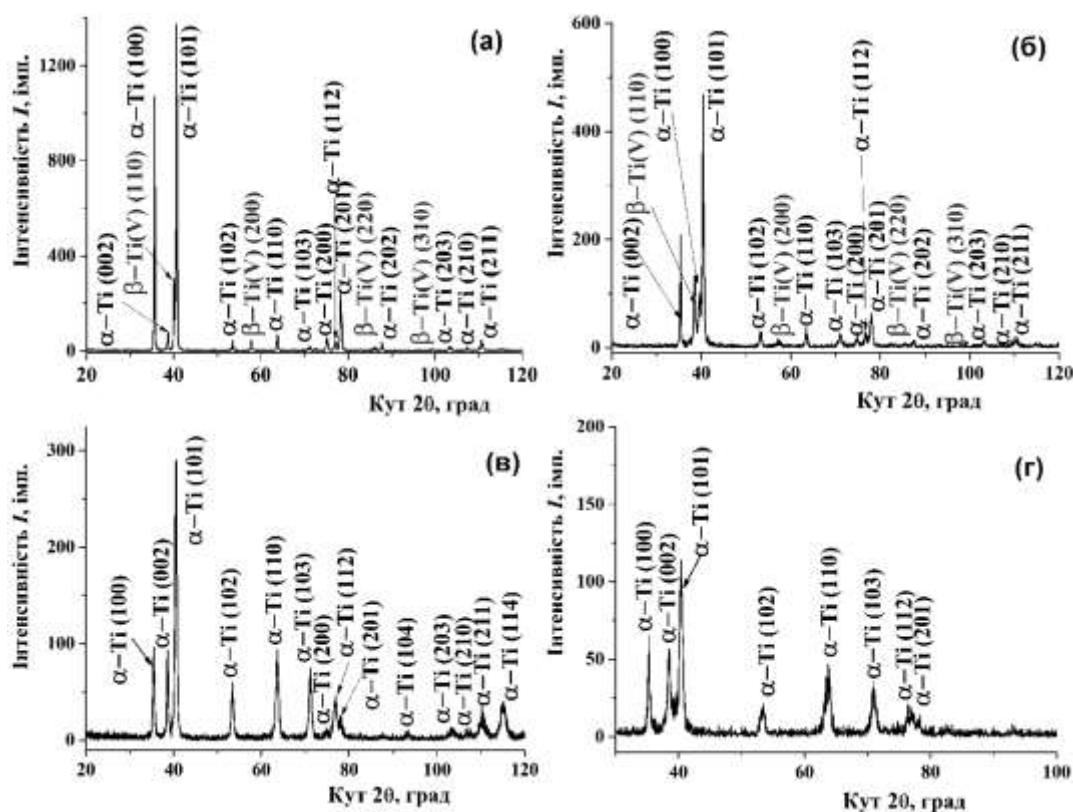 (а)
Інтенсивність I, імп.
1200
800
400
0
α–Ti (002)
β–Ti(V) (110)
α–Ti (100)
α–Ti (101)
α–Ti (102)
β–Ti(V) (200)
α–Ti (110)
α–Ti (103)
α–Ti (200)
α–Ti (112)
α–Ti (201)
β–Ti(V) (220)
α–Ti (202)
β–Ti(V) (310)
α–Ti (203)
α–Ti (210)
α–Ti (211)
20 40 60 80 100 120
Кут 2θ, град
(б)
Інтенсивність I, імп.
600
400
200
0
α–Ti (002)
β–Ti(V) (110)
α–Ti (100)
α–Ti (101)
α–Ti (102)
β–Ti(V) (200)
α–Ti (110)
α–Ti (103)
α–Ti (200)
α–Ti (112)
α–Ti (201)
β–Ti(V) (220)
α–Ti (202)
β–Ti(V) (310)
α–Ti (203)
α–Ti (210)
α–Ti (211)
20 40 60 80 100 120
Кут 2θ, град
(в)
Інтенсивність I, імп.
300
200
100
0
α–Ti (100)
α–Ti (002)
α–Ti (101)
α–Ti (102)
α–Ti (110)
α–Ti (103)
α–Ti (200)
α–Ti (112)
α–Ti (201)
α–Ti (104)
α–Ti (203)
α–Ti (210)
α–Ti (211)
α–Ti (114)
20 40 60 80 100 120
Кут 2θ, град
(г)
Інтенсивність I, імп.
200
150
100
50
0
α–Ti (100)
α–Ti (002)
α–Ti (101)
α–Ti (102)
α–Ti (110)
α–Ti (103)
α–Ti (112)
α–Ti (201)
40 60 80 100
Кут 2θ, град